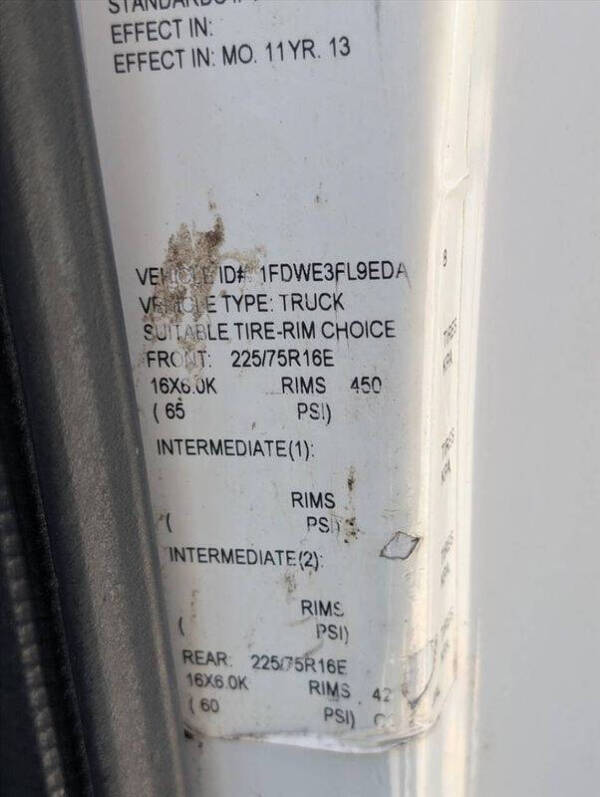 EFFECT IN:
EFFECT IN: MO. 11 YR. 13
VEHICLE ID# 1FDWE3FL9EDA
VEHICLE TYPE: TRUCK
SUITABLE TIRE-RIM CHOICE
FRONT: 225/75R16E
16X6.0K RIMS 450
( 65 PSI)
INTERMEDIATE(1):
RIMS
( PSI)
INTERMEDIATE(2):
RIMS
( PSI)
REAR: 225/75R16E
16X6.0K RIMS 42
( 60 PSI)